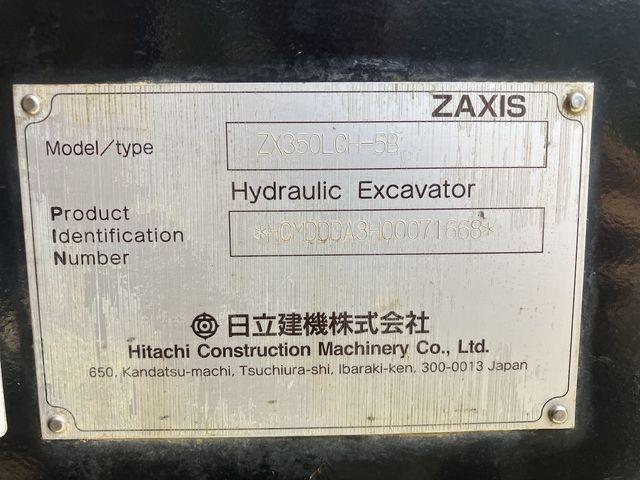 ZAXIS
Model/type ZX350LCH-5B
Hydraulic Excavator
Product
Identification
Number
*HCMDDDA3H00071668*
日立建機株式会社
Hitachi Construction Machinery Co., Ltd.
650, Kandatsu-machi, Tsuchiura-shi, Ibaraki-ken, 300-0013 Japan